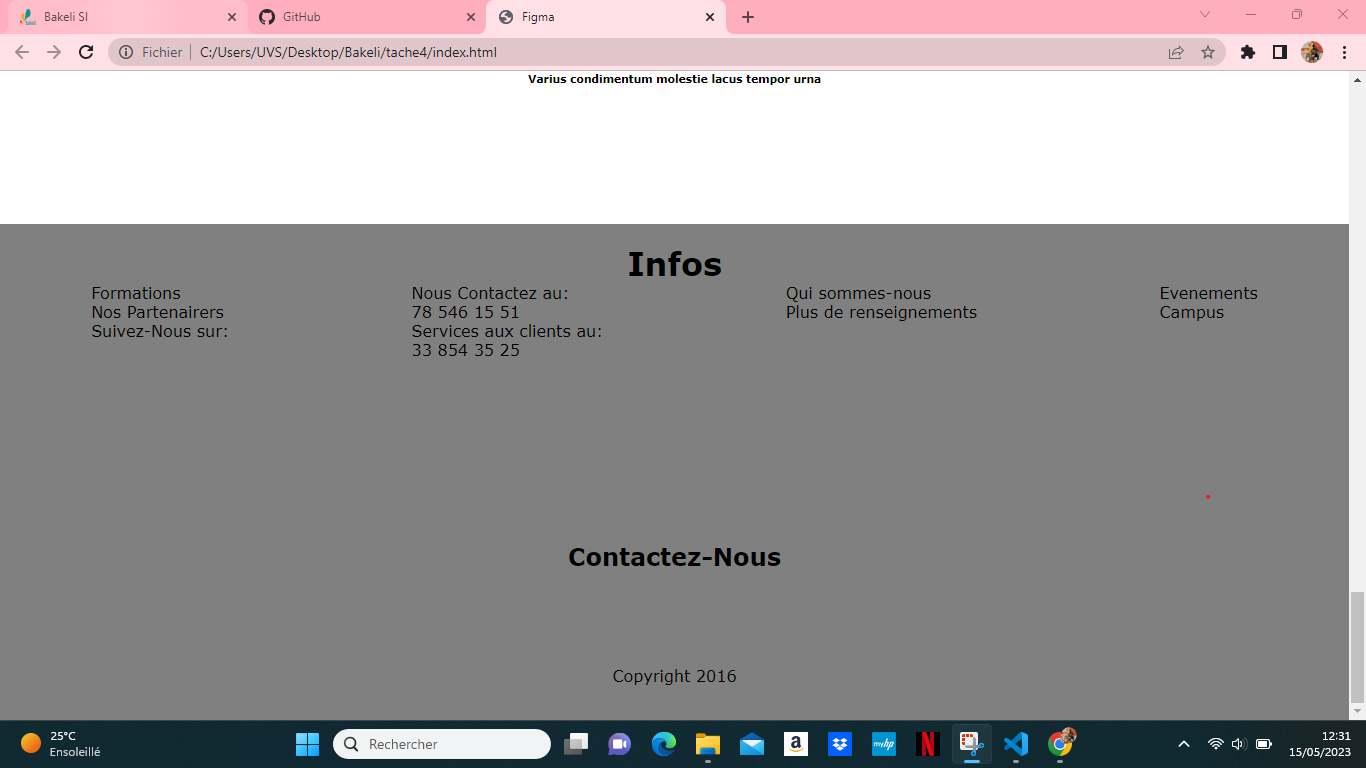 Bakeli SI
GitHub
Figma
Fichier
C:/Users/UVS/Desktop/Bakeli/tache4/index.html
Varius condimentum molestie lacus tempor urna
Infos
Formations
Nos Partenairers
Suivez-Nous sur:
Nous Contactez au:
78 546 15 51
Services aux clients au:
33 854 35 25
Qui sommes-nous
Plus de renseignements
Evenements
Campus
Contactez-Nous
Copyright 2016
25°C
Ensoleillé
Rechercher
a
myhp
N
12:31
15/05/2023